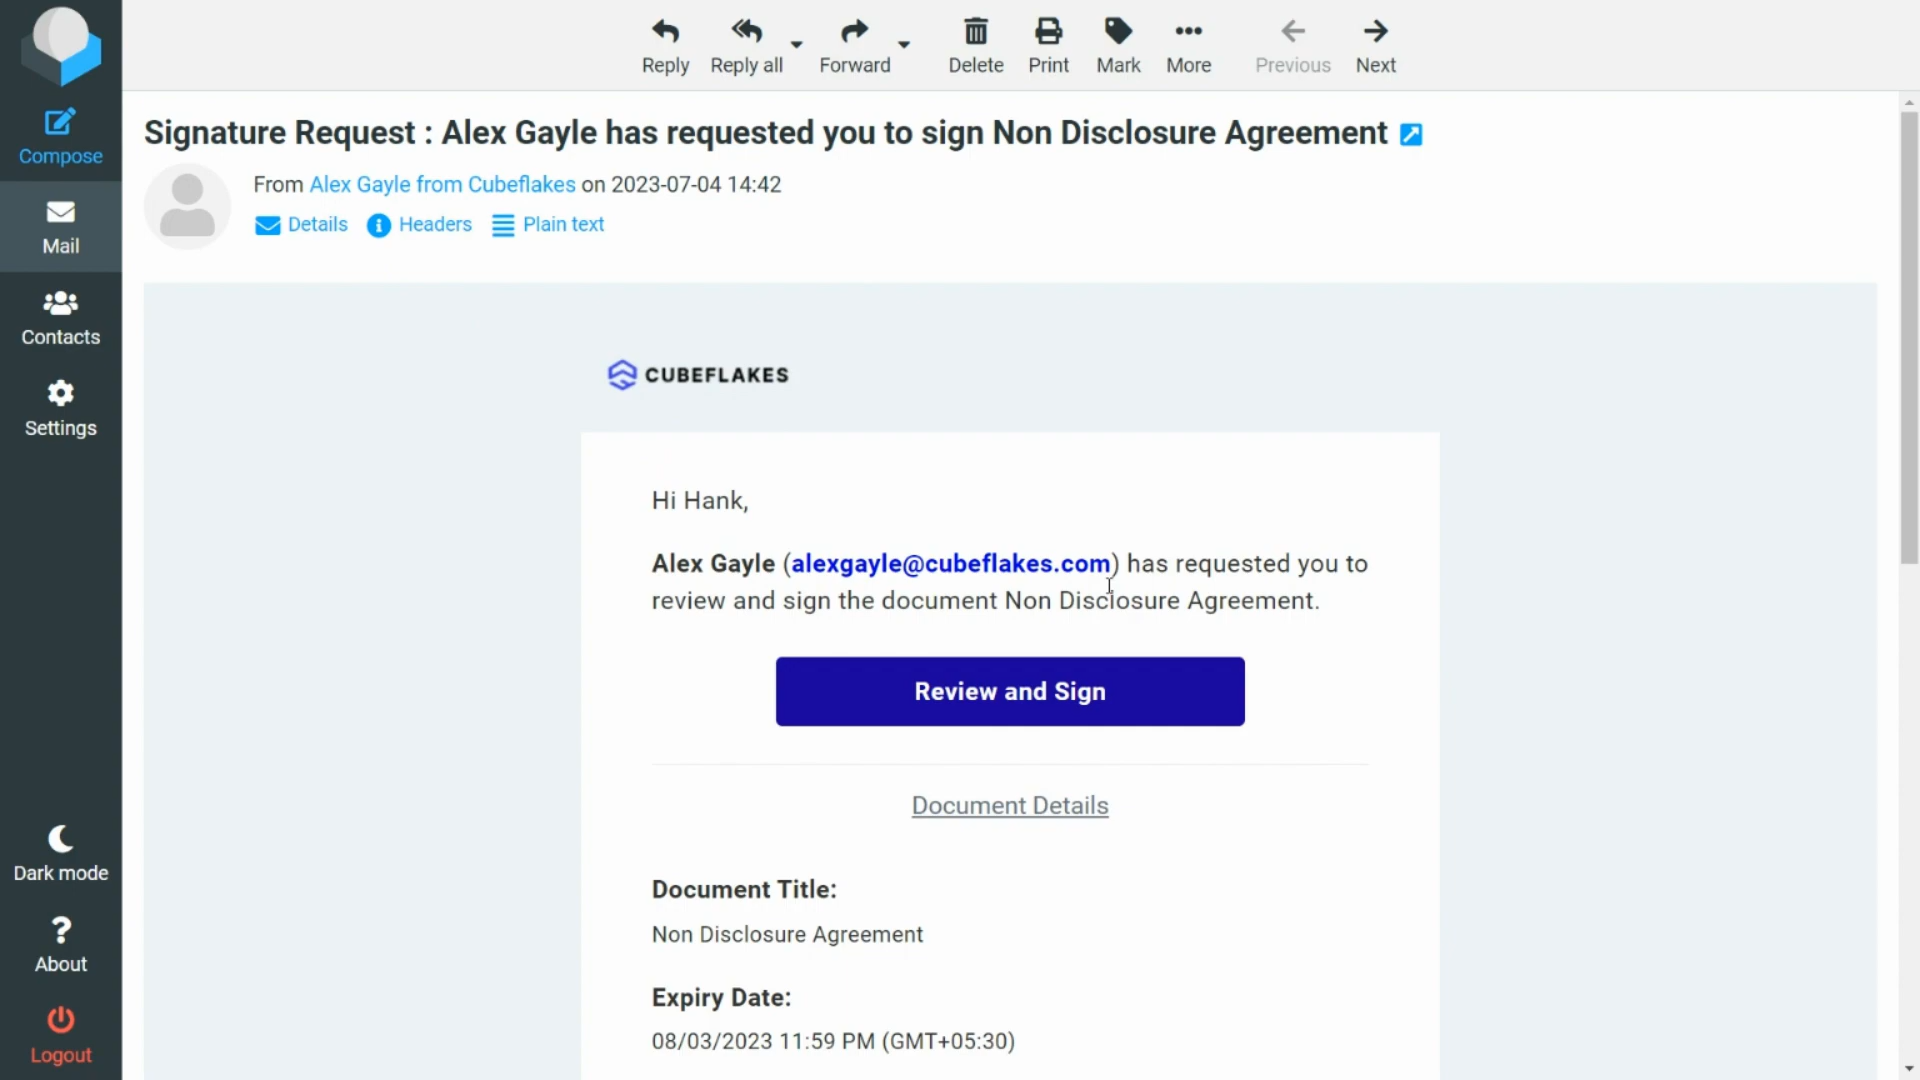 Reply
Reply all
Forward
Delete
Print
Mark
More
Previous
Next
Compose
Mail
Contacts
Settings
Dark mode
About
Logout
Signature Request : Alex Gayle has requested you to sign Non Disclosure Agreement
From Alex Gayle from Cubeflakes on 2023-07-04 14:42
Details Headers Plain text
CUBEFLAKES
Hi Hank,
Alex Gayle (alexgayle@cubeflakes.com) has requested you to
review and sign the document Non Disclosure Agreement.
Review and Sign
Document Details
Document Title:
Non Disclosure Agreement
Expiry Date:
08/03/2023 11:59 PM (GMT+05:30)